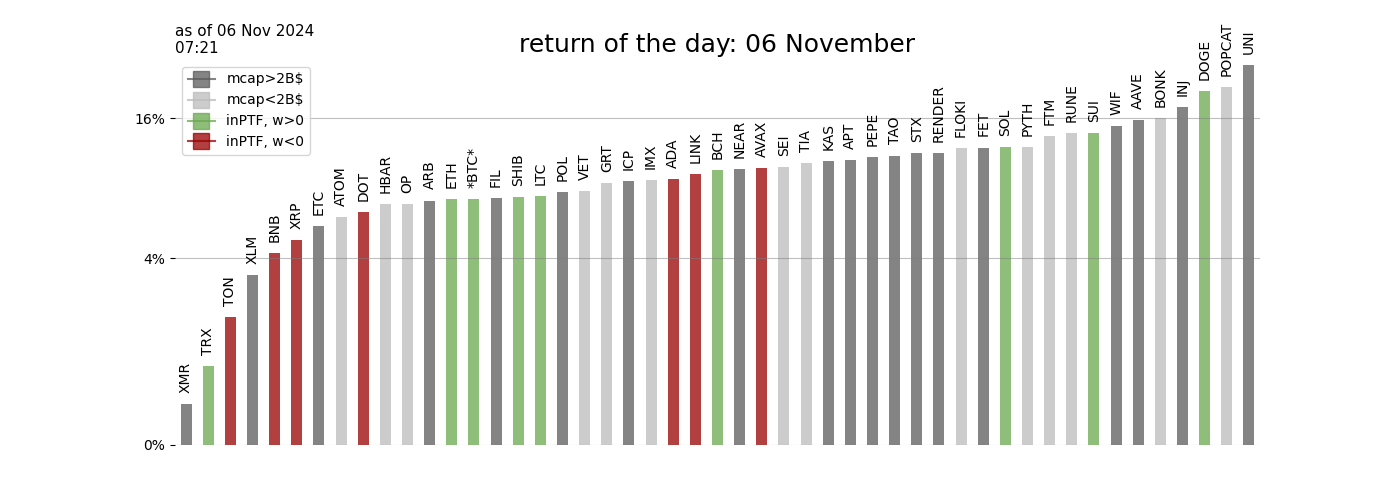 as of 06 Nov 2024
07:21
return of the day: 06 November
mcap>2B$
mcap<2B$
inPTF, w>0
inPTF, w<0
16%
4%
0%
XMR
TRX
TON
XLM
BNB
XRP
ETC
ATOM
DOT
HBAR
OP
ARB
ETH
*BTC*
FIL
SHIB
LTC
POL
VET
GRT
ICP
IMX
ADA
LINK
BCH
NEAR
AVAX
SEI
TIA
KAS
APT
PEPE
TAO
STX
RENDER
FLOKI
FET
SOL
PYTH
FTM
RUNE
SUI
WIF
AAVE
BONK
INJ
DOGE
POPCAT
UNI